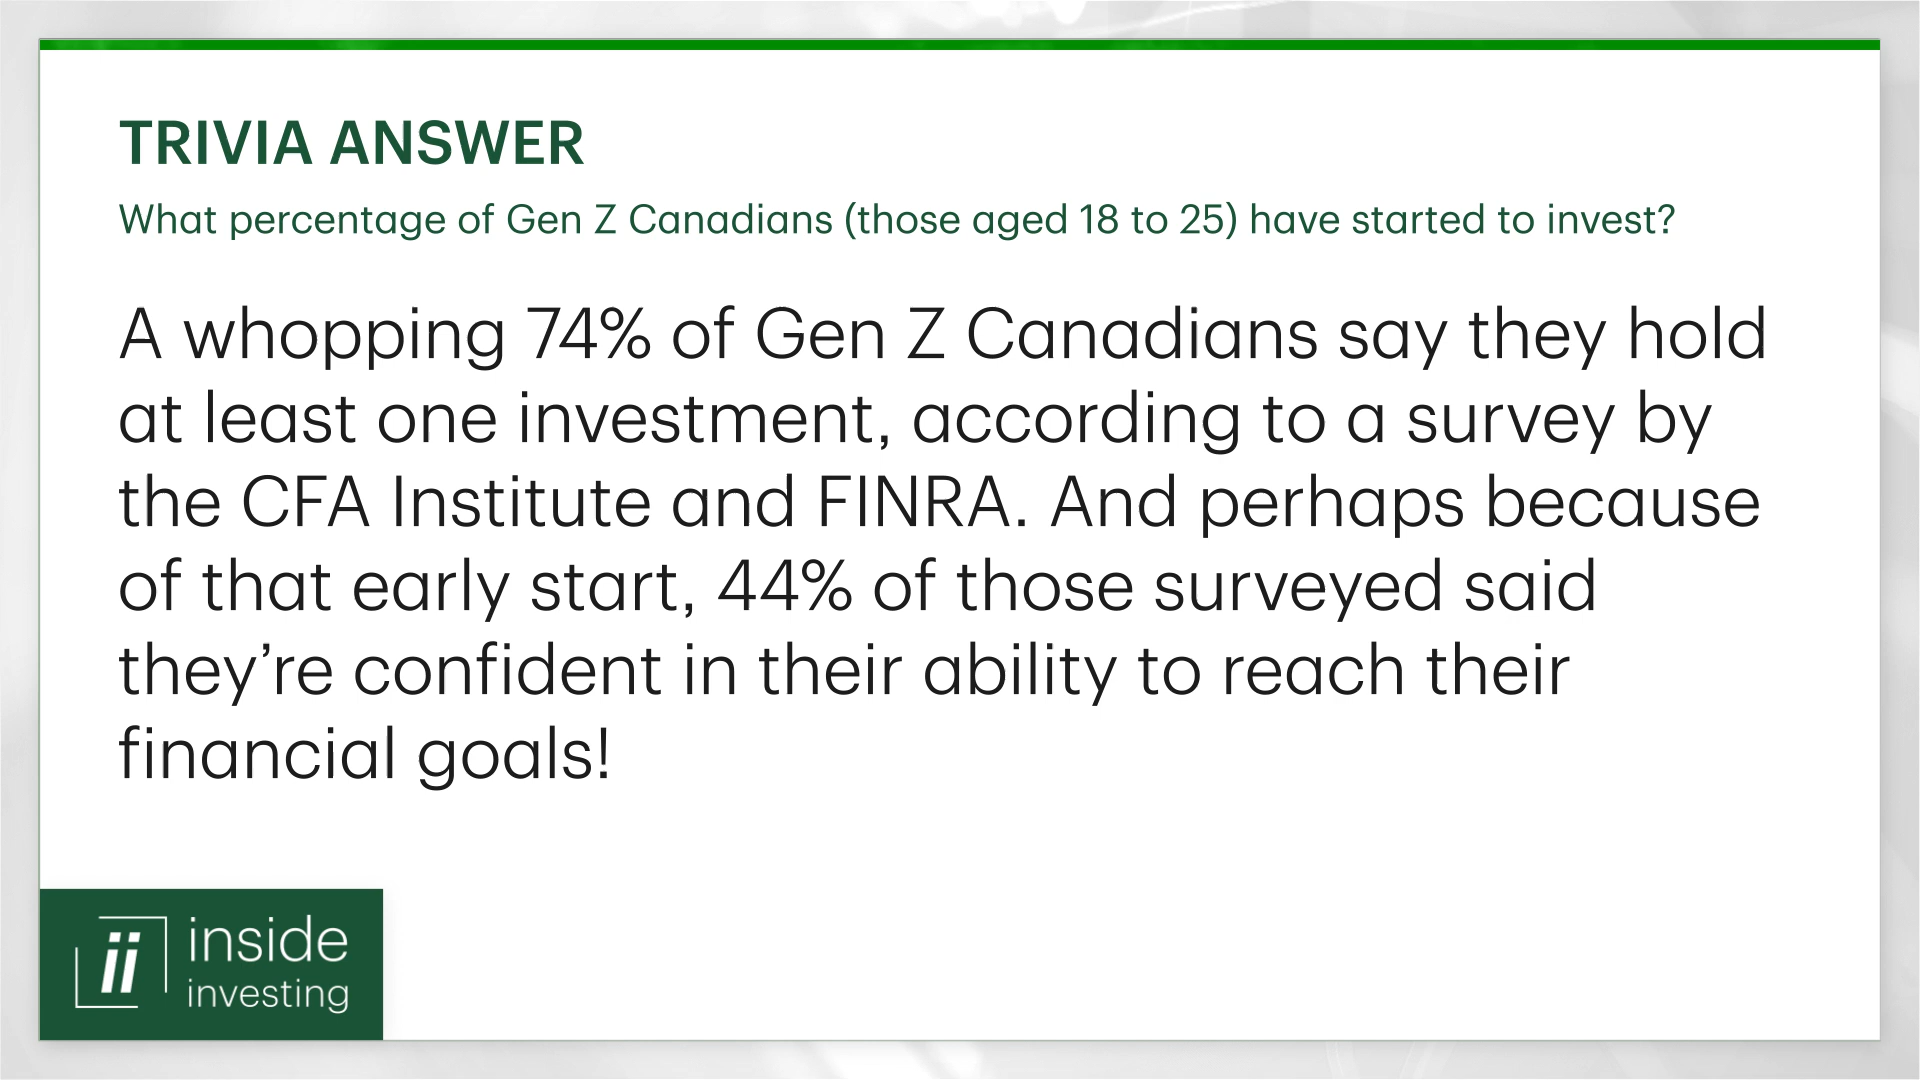 TRIVIA ANSWER
What percentage of Gen Z Canadians (those aged 18 to 25) have started to invest?
A whopping 74% of Gen Z Canadians say they hold
at least one investment, according to a survey by
the CFA Institute and FINRA. And perhaps because
of that early start, 44% of those surveyed said
they’re confident in their ability to reach their
financial goals!
ii
inside
investing